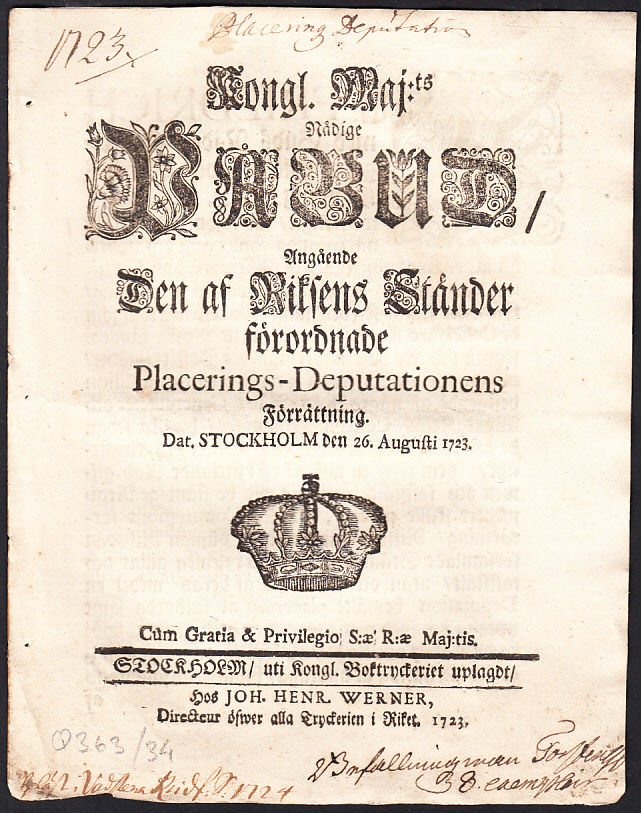 1723
Placering Deputation
Kongl. Maj:ts
Nådige
PÅBUD/
Angående
Den af Riksens Ständer
förordnade
Placerings-Deputationens
Förrättning.
Dat. STOCKHOLM den 26. Augusti 1723.
Cum Gratia & Privilegio S:æ R:æ Maj:tis.
STOCKHOLM/ uti Kongl. Boktryckeriet uplagdt/
Hos JOH. HENR. WERNER,
Directeur öfwer alla Tryckerien i Riket. 1723.
Q363/34
1724